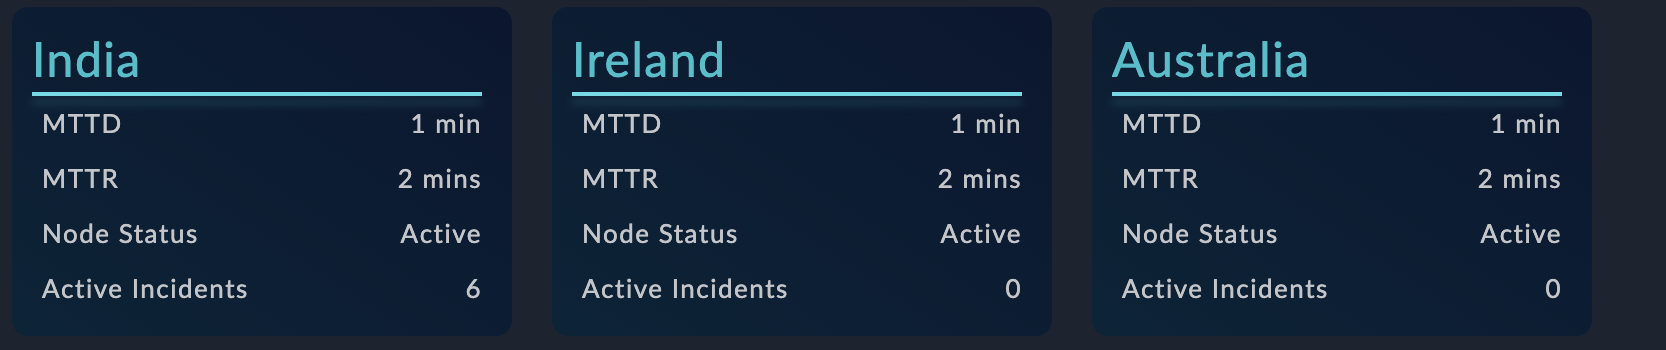 India
MTTD 1 min
MTTR 2 mins
Node Status Active
Active Incidents 6
Ireland
MTTD 1 min
MTTR 2 mins
Node Status Active
Active Incidents 0
Australia
MTTD 1 min
MTTR 2 mins
Node Status Active
Active Incidents 0